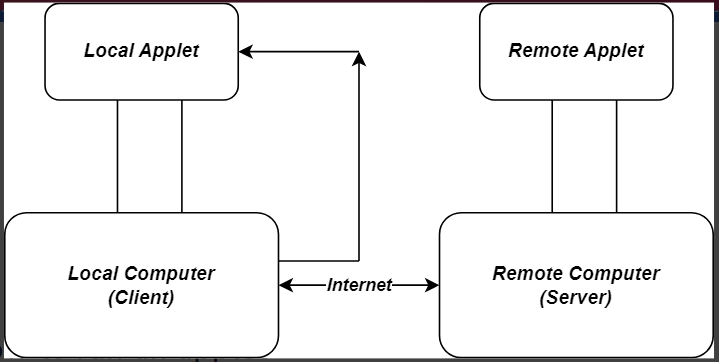 Local Applet
Remote Applet
Local Computer
(Client)
Internet
Remote Computer
(Server)